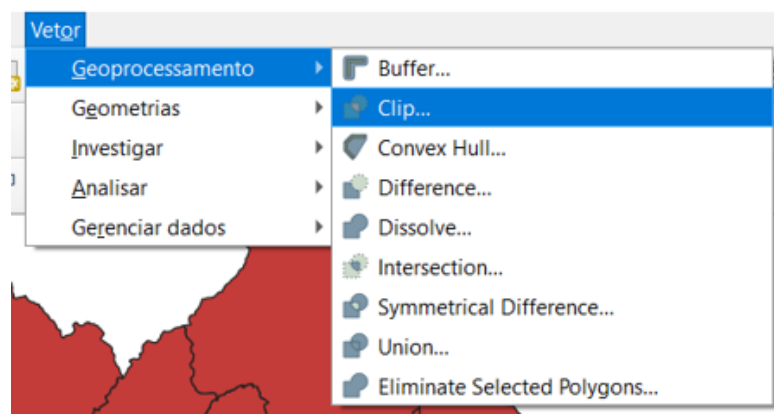 Vetor
Geoprocessamento
Geometrias
Investigar
Analisar
Gerenciar dados
Buffer...
Clip...
Convex Hull...
Difference...
Dissolve...
Intersection...
Symmetrical Difference...
Union...
Eliminate Selected Polygons...